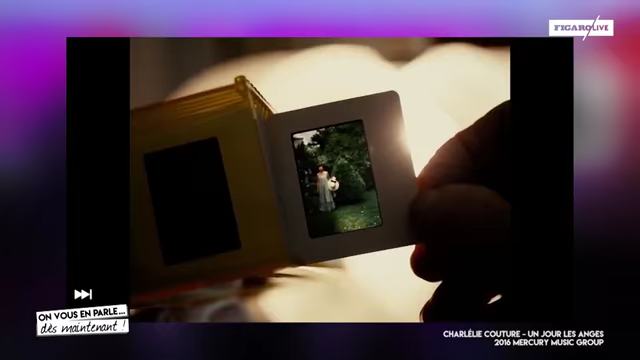 FIGARO/LIVE
ON VOUS EN PARLE...
dès maintenant !
CHARLÉLIE COUTURE - UN JOUR LES ANGES
2016 MERCURY MUSIC GROUP